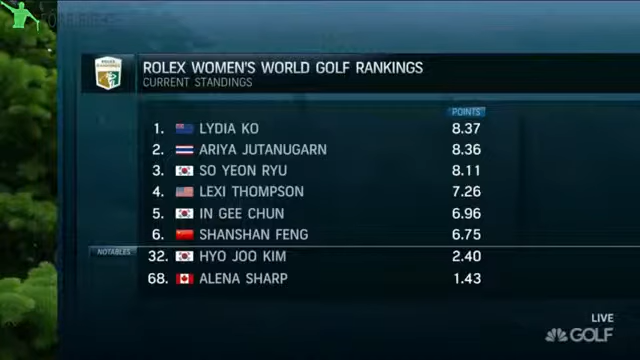 ROLEX WOMEN'S WORLD GOLF RANKINGS
CURRENT STANDINGS
POINTS
1. LYDIA KO 8.37
2. ARIYA JUTANUGARN 8.36
3. SO YEON RYU 8.11
4. LEXI THOMPSON 7.26
5. IN GEE CHUN 6.96
6. SHANSHAN FENG 6.75
NOTABLES
32. HYO JOO KIM 2.40
68. ALENA SHARP 1.43
LIVE
GOLF